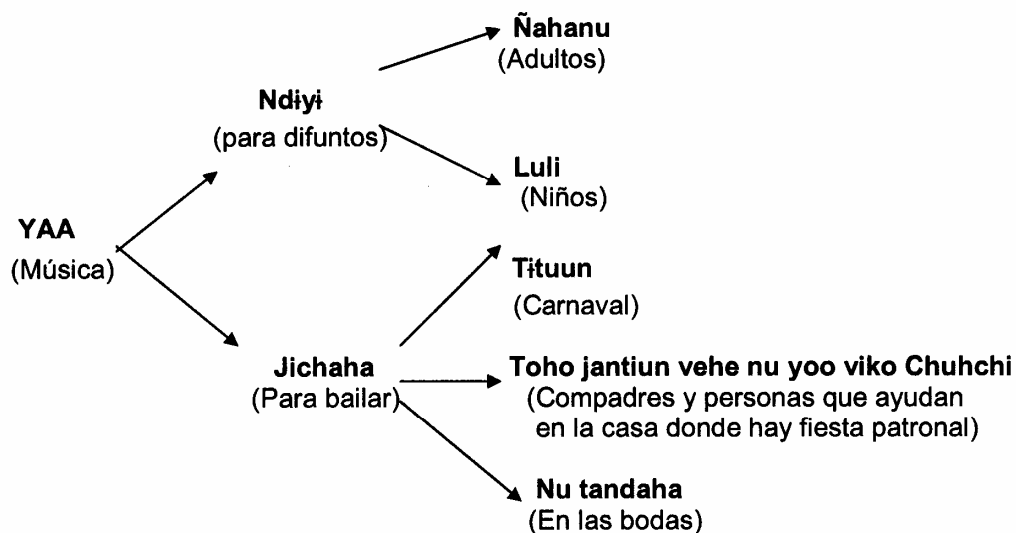 Ñahanu
(Adultos)
Ndɨyɨ
(para difuntos)
Luli
(Niños)
YAA
(Música)
Tɨtuun
(Carnaval)
Jichaha
(Para bailar)
Toho jantiun vehe nu yoo viko Chuhchi
(Compadres y personas que ayudan
en la casa donde hay fiesta patronal)
Nu tandaha
(En las bodas)